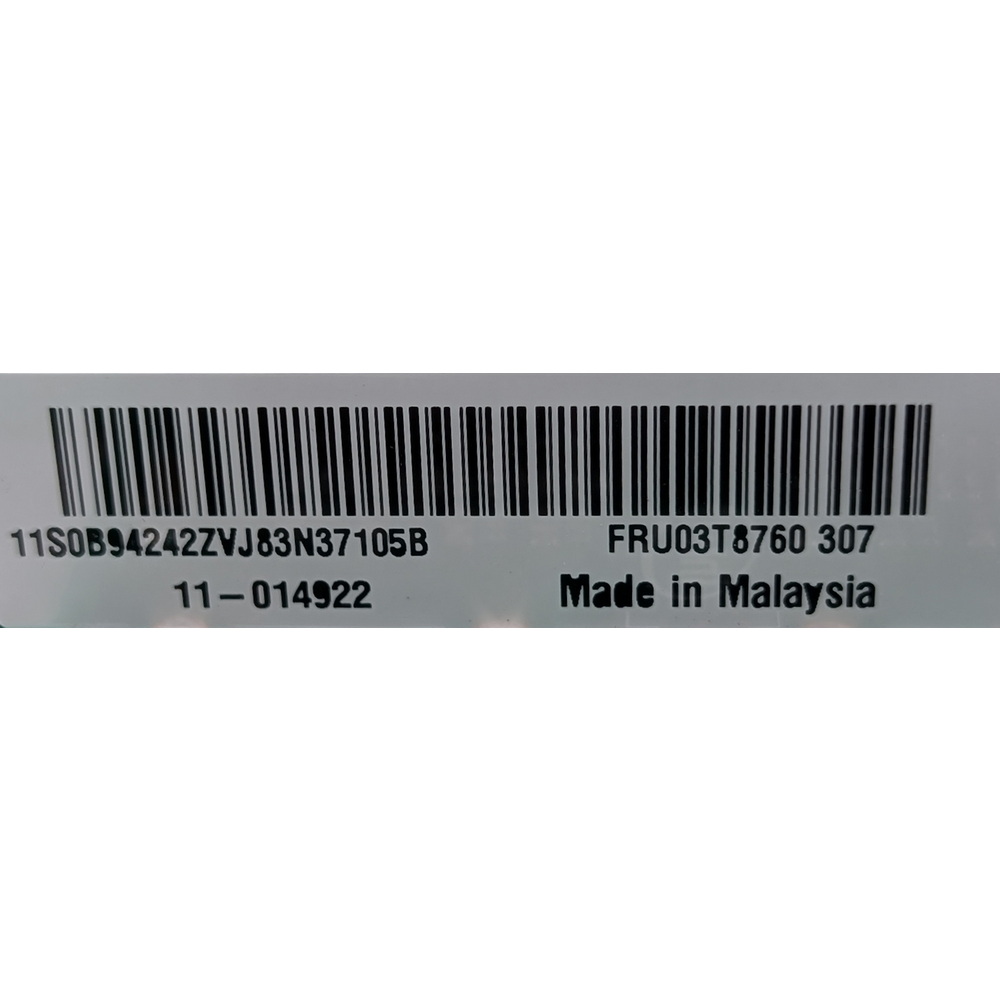 11S0B94242ZVJ83N37105B FRU03T8760 307
11-014922 Made in Malaysia